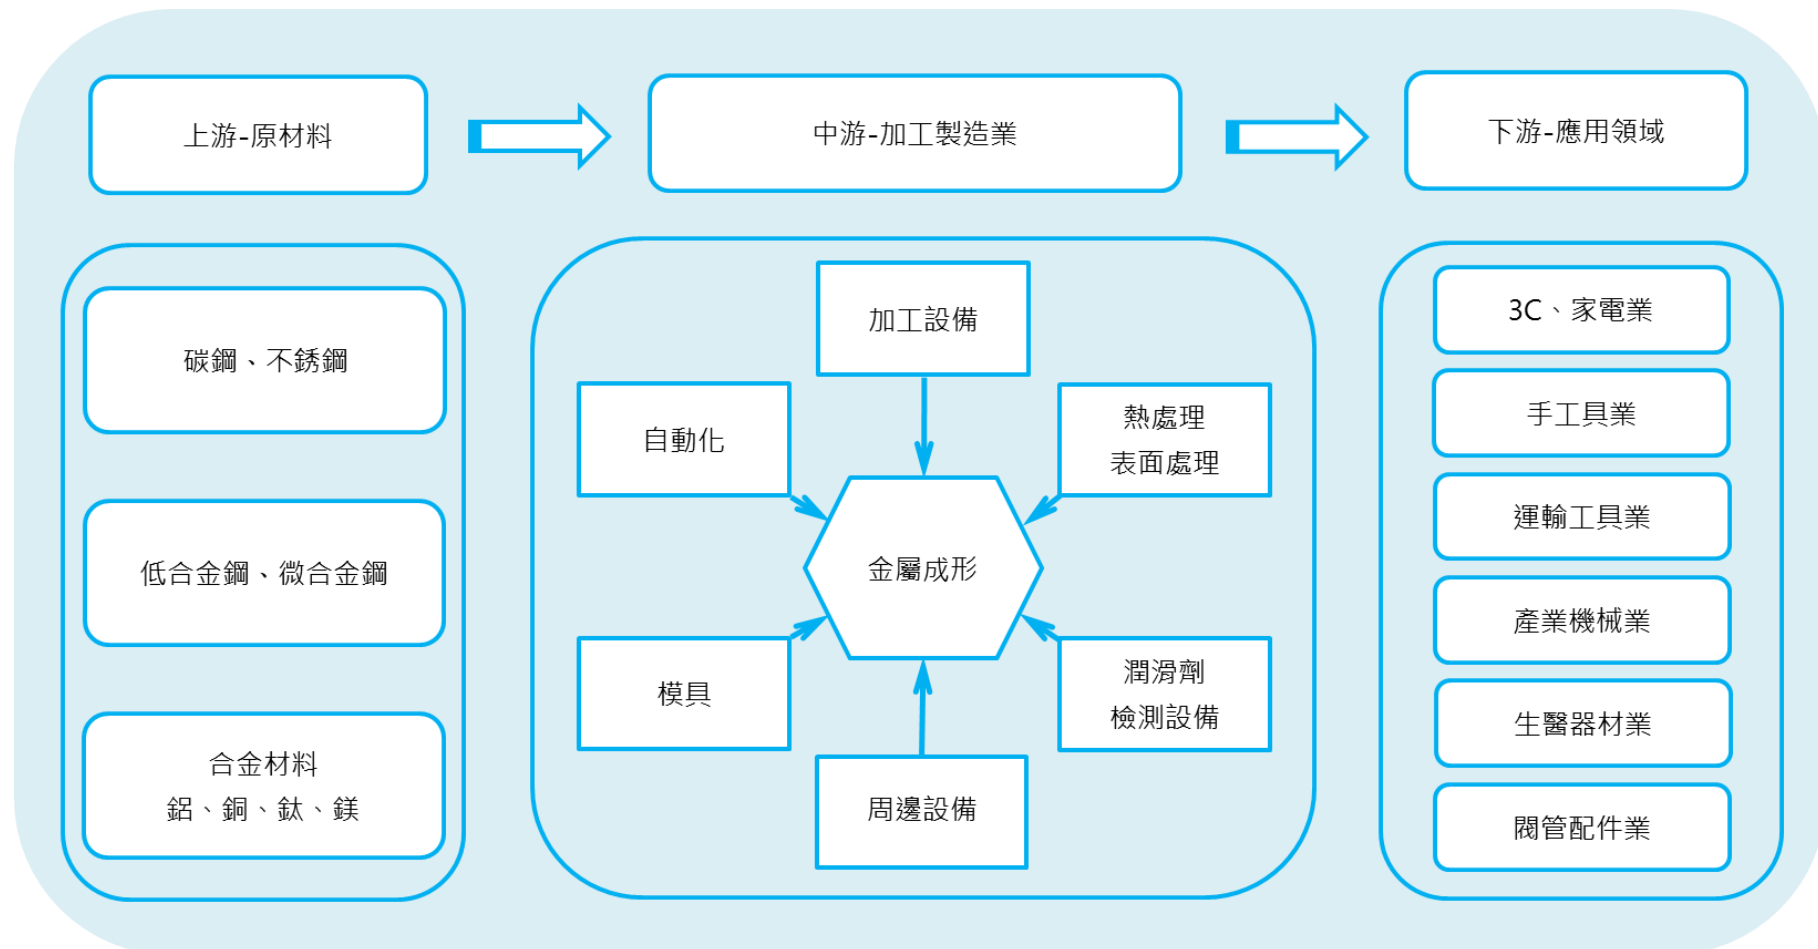 上游-原材料
中游-加工製造業
下游-應用領域
碳鋼、不銹鋼
低合金鋼、微合金鋼
合金材料
鋁、銅、鈦、鎂
加工設備
自動化
熱處理
表面處理
金屬成形
模具
潤滑劑
檢測設備
周邊設備
3C、家電業
手工具業
運輸工具業
產業機械業
生醫器材業
閥管配件業